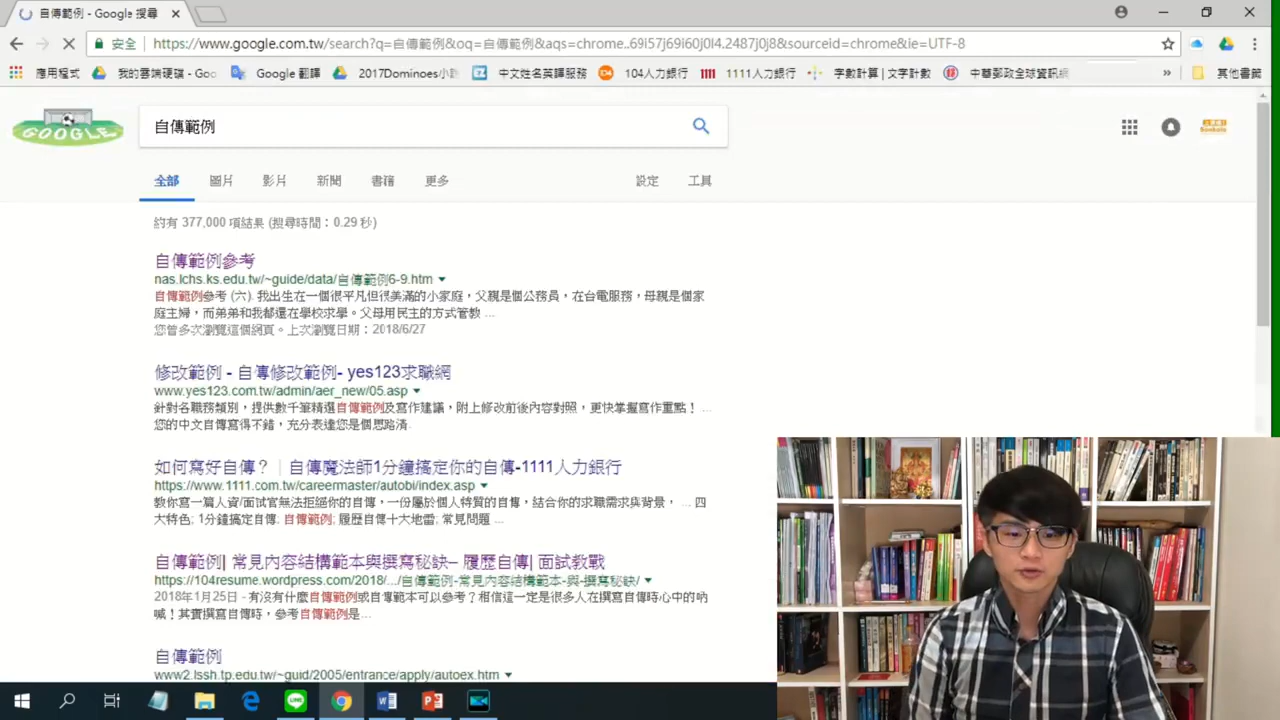 自傳範例 - Google 搜尋
安全 https://www.google.com.tw/search?q=自傳範例&oq=自傳範例&aqs=chrome..69i57j69i60j0l4.2487j0j8&sourceid=chrome&ie=UTF-8
應用程式 我的雲端硬碟 - Goo Google 翻譯 2017Dominoes小 中文姓名英譯服務 104人力銀行 1111人力銀行 字數計算 | 文字計數 中華郵政全球資訊網 » 其他書籤
GOOGLE
自傳範例
全部 圖片 影片 新聞 書籍 更多 設定 工具
約有 377,000 項結果 (搜尋時間：0.29 秒)
自傳範例參考
nas.lchs.ks.edu.tw/~guide/data/自傳範例6-9.htm
自傳範例參考 (六). 我出生在一個很平凡但很美滿的小家庭，父親是個公務員，在台電服務，母親是個家
庭主婦，而弟弟和我都還在學校求學。父母用民主的方式管教 ...
您曾多次瀏覽這個網頁。上次瀏覽日期：2018/6/27
修改範例 - 自傳修改範例- yes123求職網
www.yes123.com.tw/admin/aer_new/05.asp
針對名職務類別，提供數千筆精選自傳範例及寫作建議，附上修改前後內容對照，更快掌握寫作重點！ ...
您的中文自傳寫得不錯，充分表達您是個思路清.
如何寫好自傳？｜自傳魔法師1分鐘搞定你的自傳-1111人力銀行
https://www.1111.com.tw/careermaster/autobi/index.asp
教你寫一篇人資/面試官無法拒絕你的自傳，一份屬於個人特質的自傳，結合你的求職需求與背景， ... 四
大特色; 1分鐘搞定自傳. 自傳範例; 履歷自傳十大地雷; 常見問題 ...
自傳範例| 常見內容結構範本與撰寫秘訣– 履歷自傳| 面試教戰
https://104resume.wordpress.com/2018/.../自傳範例-常見內容結構範本-與-撰寫秘訣/
2018年1月25日 - 有沒有什麼自傳範例或自傳範本可以參考？相信這一定是很多人在撰寫自傳時心中的吶
喊！其實撰寫自傳時，參考自傳範例是...
自傳範例
www2.lssh.tp.edu.tw/~guid/2005/entrance/apply/autoex.htm